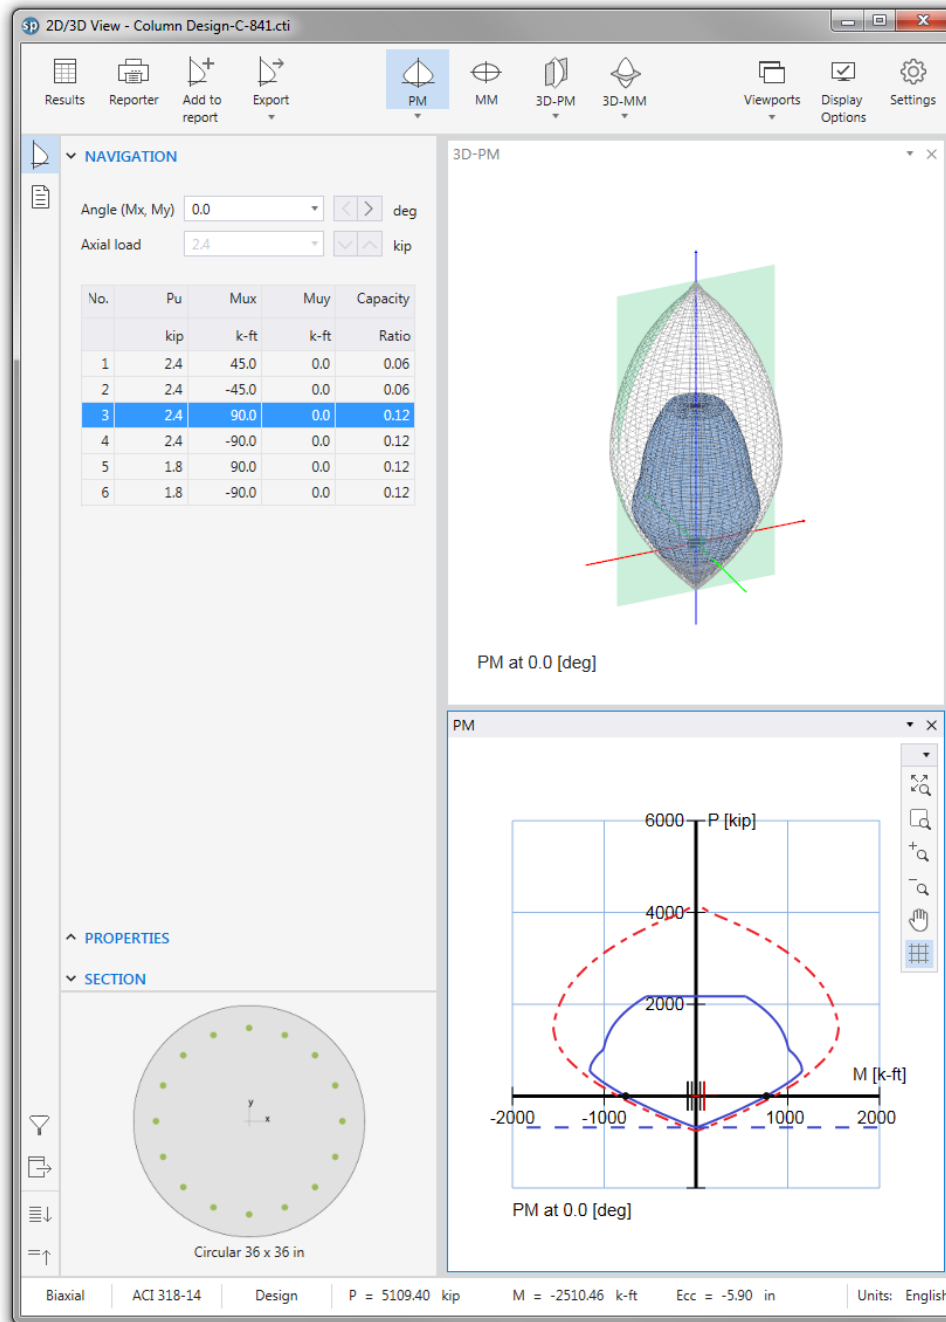 sp 2D/3D View - Column Design-C-841.cti
Results Reporter Add to report Export PM MM 3D-PM 3D-MM Viewports Display Options Settings
NAVIGATION
Angle (Mx, My) 0.0 deg
Axial load 2.4 kip
No. Pu Mux Muy Capacity
kip k-ft k-ft Ratio
1 2.4 45.0 0.0 0.06
2 2.4 -45.0 0.0 0.06
3 2.4 90.0 0.0 0.12
4 2.4 -90.0 0.0 0.12
5 1.8 90.0 0.0 0.12
6 1.8 -90.0 0.0 0.12
PROPERTIES
SECTION
y
x
Circular 36 x 36 in
3D-PM
PM at 0.0 [deg]
PM
6000 P [kip]
4000
2000
M [k-ft]
-2000 -1000 1000 2000
PM at 0.0 [deg]
Biaxial ACI 318-14 Design P = 5109.40 kip M = -2510.46 k-ft Ecc = -5.90 in Units: English